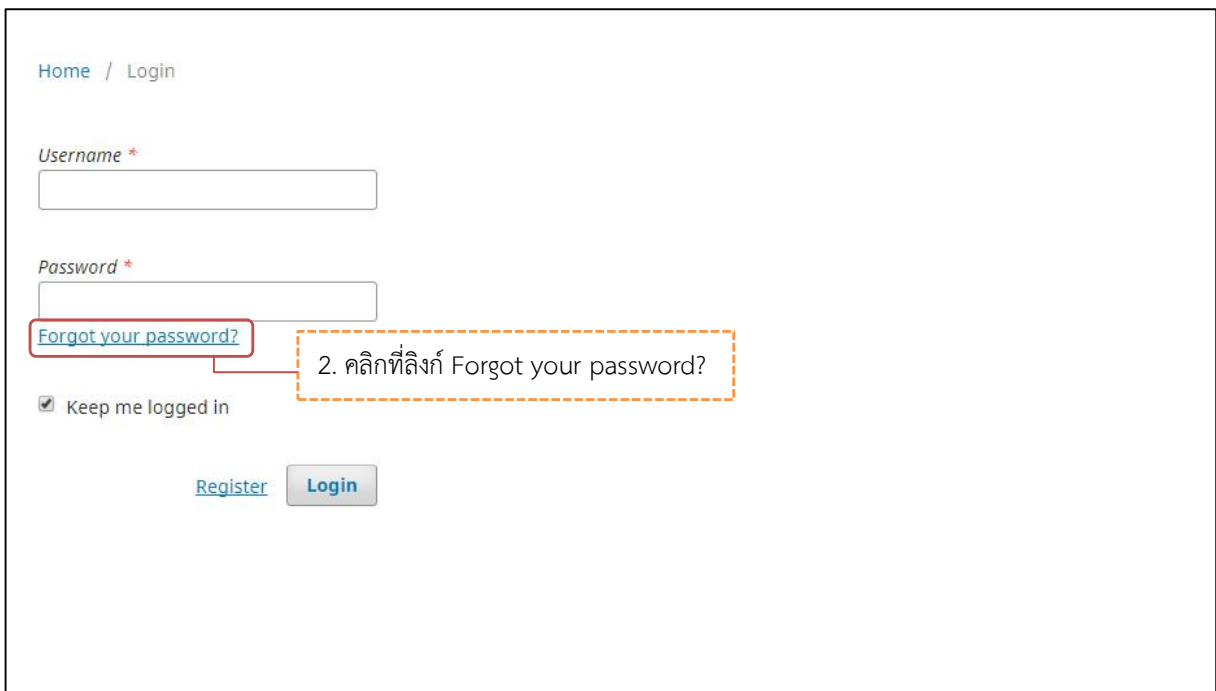 Home / Login
Username *
Password *
Forgot your password?
2. คลิกที่ลิงก์ Forgot your password?
Keep me logged in
Register Login